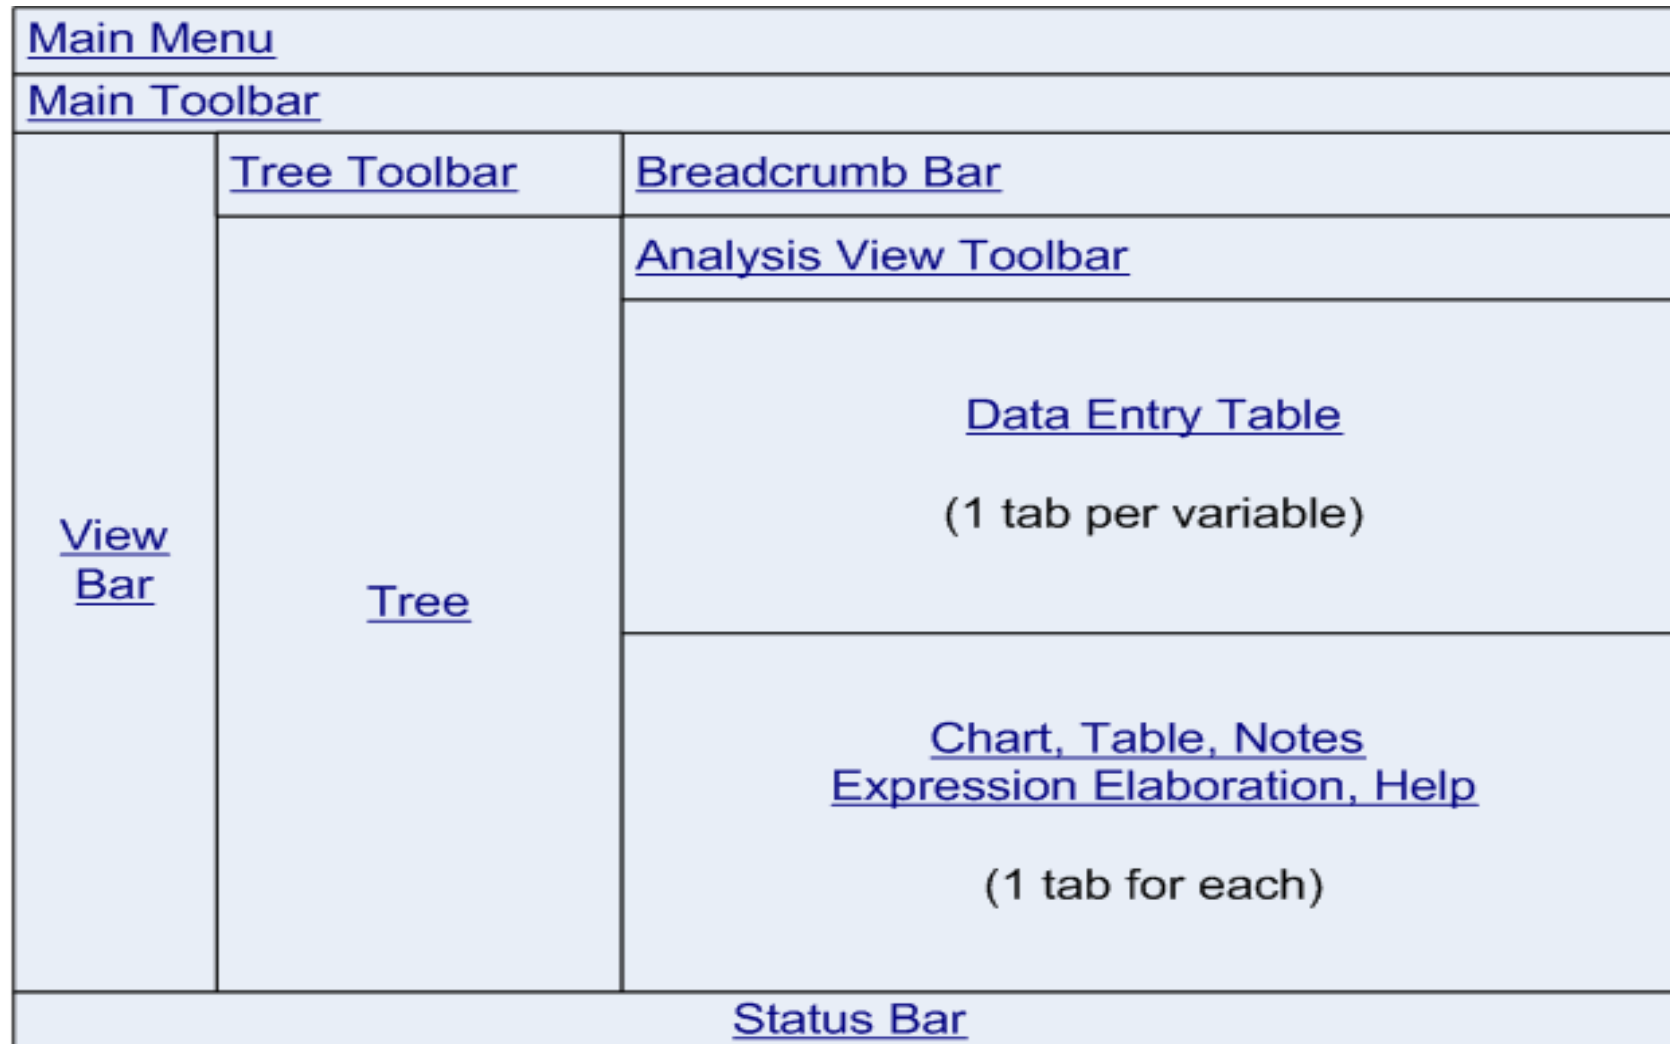 Main Menu
Main Toolbar
Tree Toolbar
Breadcrumb Bar
Analysis View Toolbar
View
Bar
Tree
Data Entry Table
(1 tab per variable)
Chart, Table, Notes
Expression Elaboration, Help
(1 tab for each)
Status Bar